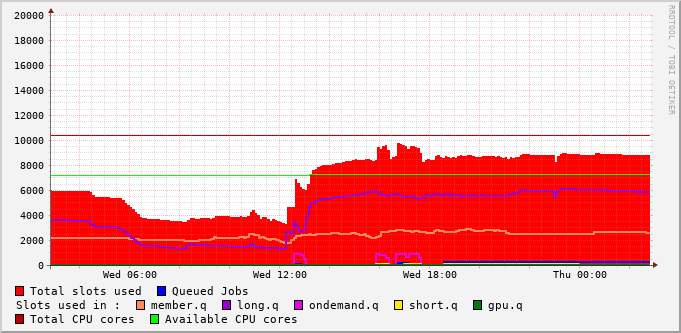 20000
18000
16000
14000
12000
10000
8000
6000
4000
2000
0
Wed 06:00 Wed 12:00 Wed 18:00 Thu 00:00
RRDTOOL / TOBI OETIKER
Total slots used Queued Jobs
Slots used in : member.q long.q ondemand.q short.q gpu.q
Total CPU cores Available CPU cores